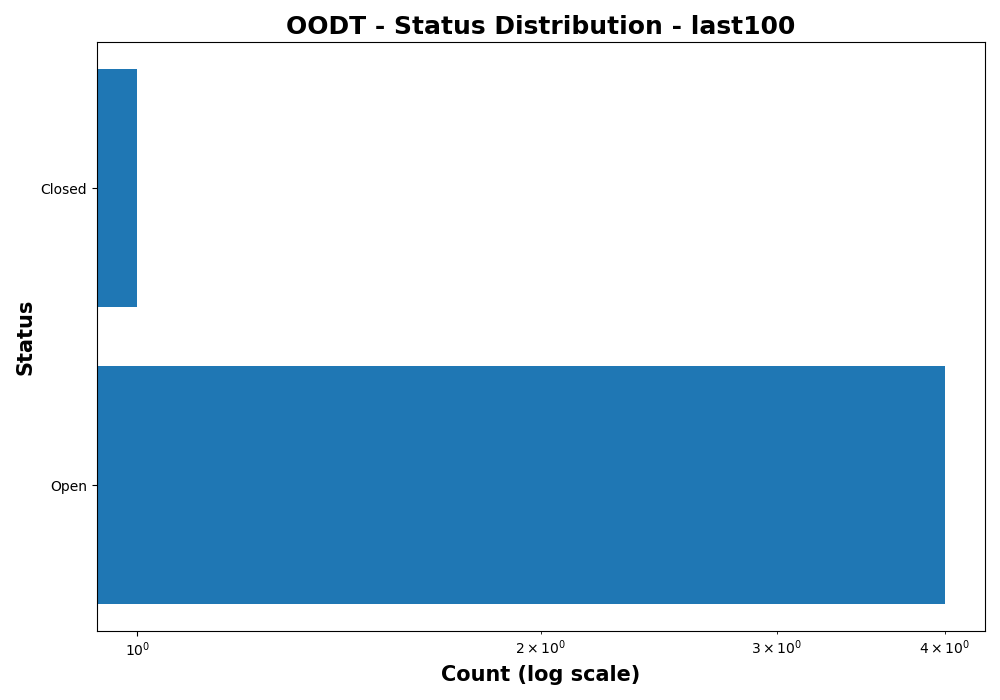 OODT - Status Distribution - last100
Closed
Open
Status
10⁰
2 × 10⁰
3 × 10⁰
4 × 10⁰
Count (log scale)